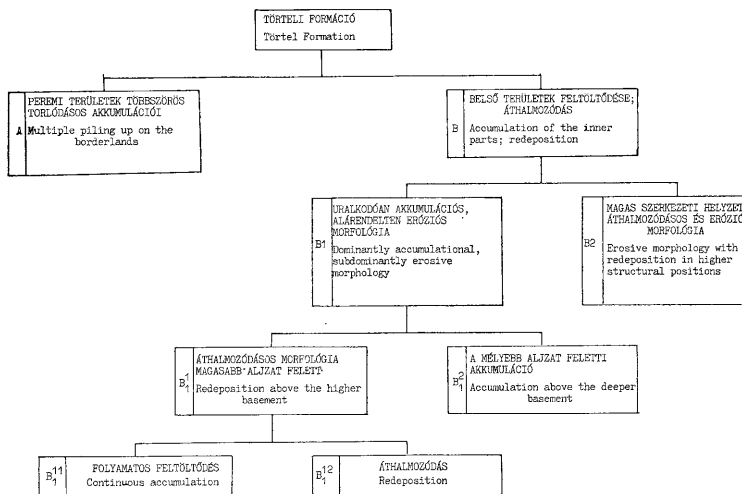 TÖRTELI FORMÁCIÓ
Törtel Formation
A
PEREMI TERÜLETEK TÖBBSZÖRÖS
TORLÓDÁSOS AKKUMULÁCIÓI
Multiple piling up on the
borderlands
B
BELSŐ TERÜLETEK FELTÖLTŐDÉSE;
ÁTHALMOZÓDÁS
Accumulation of the inner
parts; redeposition
B1
URALKODÓAN AKKUMULÁCIÓS,
ALÁRENDELTEN ERÓZIÓS
MORFOLÓGIA
Dominantly accumulational,
subdominantly erosive
morphology
B2
MAGAS SZERKEZETI HELYZET
ÁTHALMOZÓDÁSOS ÉS ERÓZIÓ
MORFOLÓGIA
Erosive morphology with
redeposition in higher
structural positions
B₁¹
ÁTHALMOZÓDÁSOS MORFOLÓGIA
MAGASABB ALJZAT FELETT
Redeposition above the higher
basement
B₁²
A MÉLYEBB ALJZAT FELETTI
AKKUMULÁCIÓ
Accumulation above the deeper
basement
B₁¹¹
FOLYAMATOS FELTÖLTŐDÉS
Continuous accumulation
B₁¹²
ÁTHALMOZÓDÁS
Redeposition